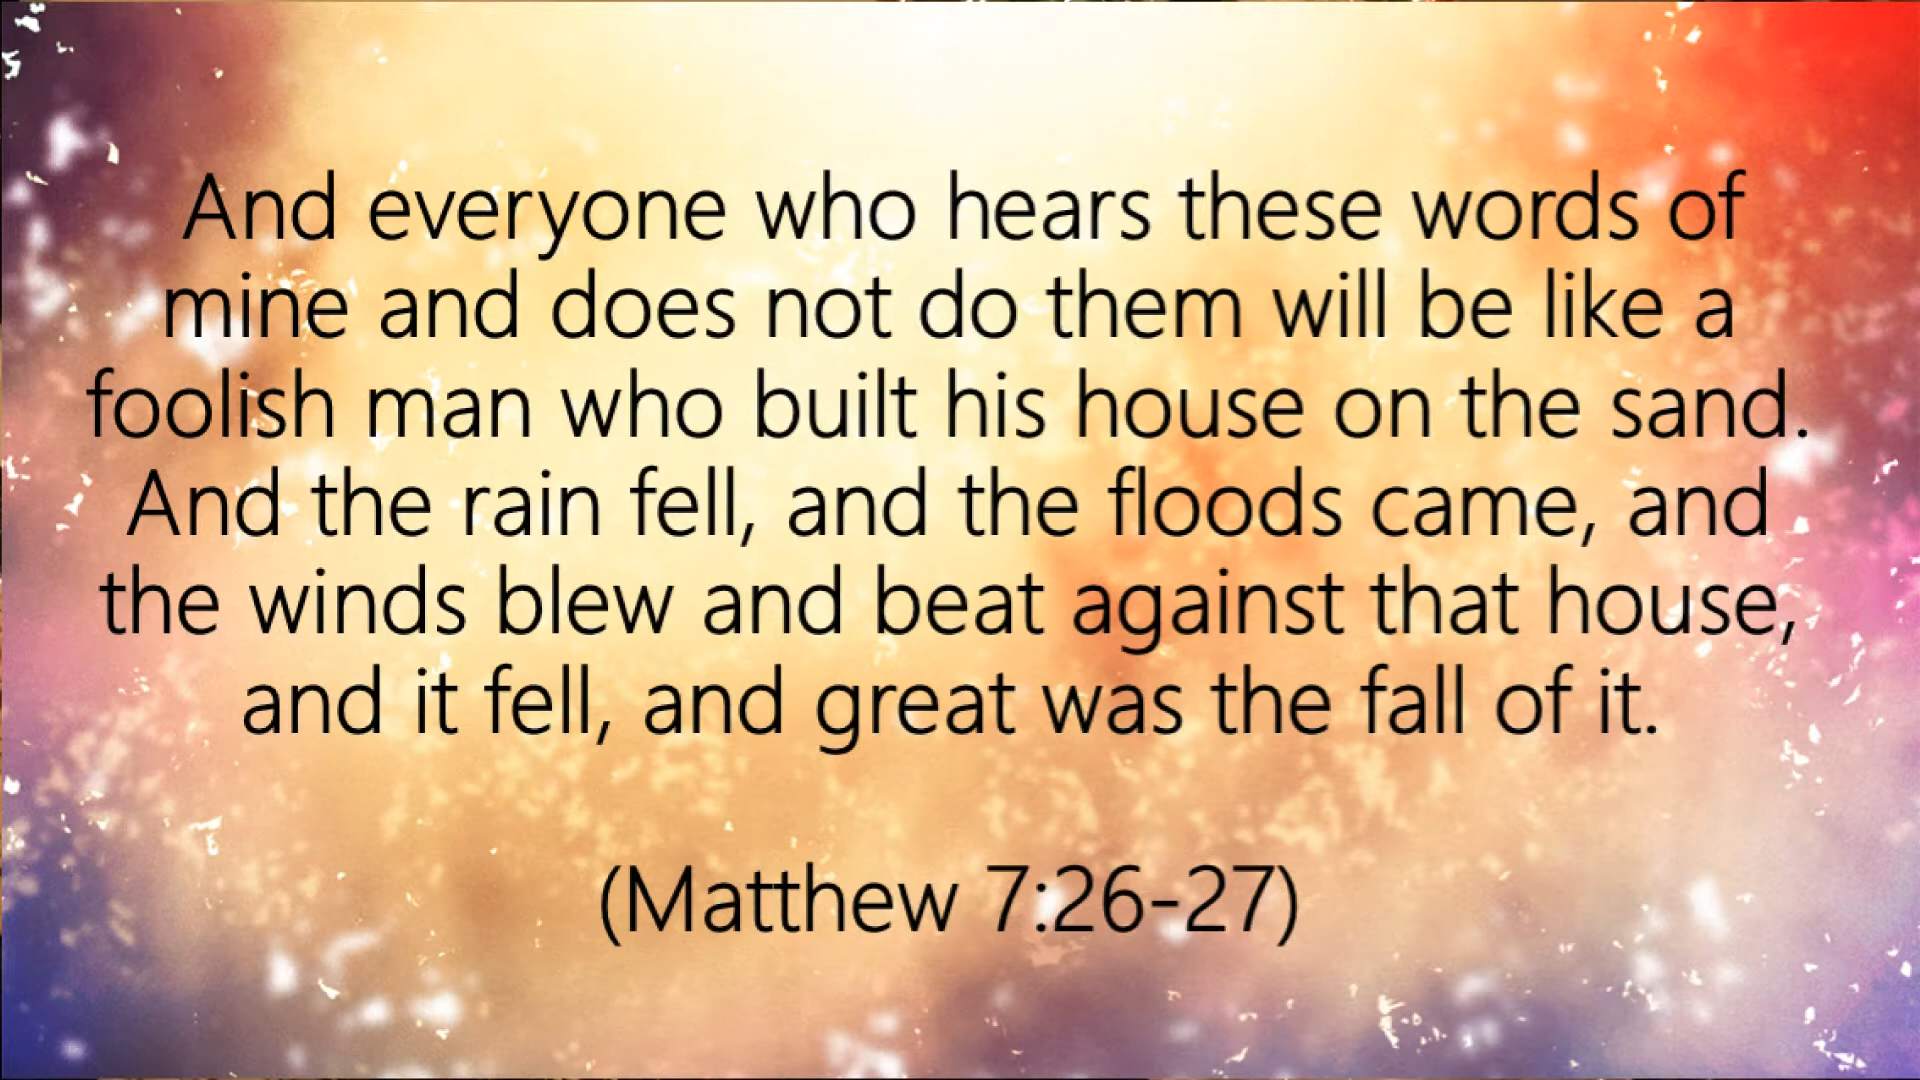 And everyone who hears these words of
mine and does not do them will be like a
foolish man who built his house on the sand.
And the rain fell, and the floods came, and
the winds blew and beat against that house,
and it fell, and great was the fall of it.
(Matthew 7:26-27)